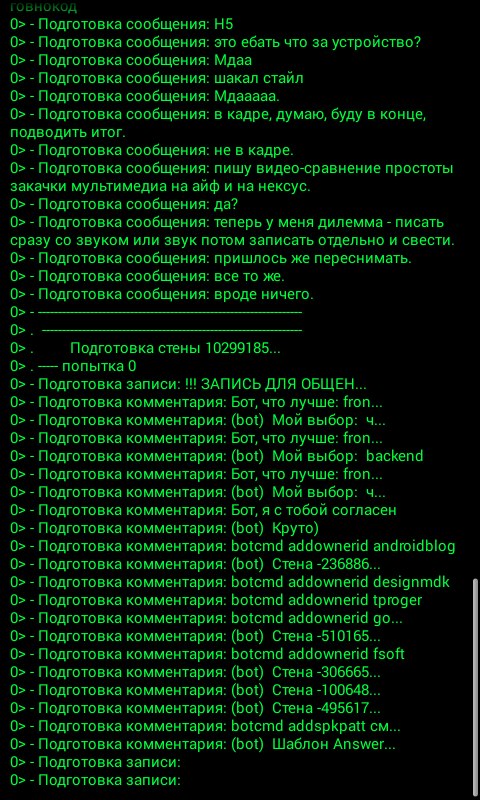 говнокод
0> - Подготовка сообщения: H5
0> - Подготовка сообщения: это ебать что за устройство?
0> - Подготовка сообщения: Мдаа
0> - Подготовка сообщения: шакал стайл
0> - Подготовка сообщения: Мдааааа.
0> - Подготовка сообщения: в кадре, думаю, буду в конце,
подводить итог.
0> - Подготовка сообщения: не в кадре.
0> - Подготовка сообщения: пишу видео-сравнение простоты
закачки мультимедиа на айф и на нексус.
0> - Подготовка сообщения: да?
0> - Подготовка сообщения: теперь у меня дилемма - писать
сразу со звуком или звук потом записать отдельно и свести.
0> - Подготовка сообщения: пришлось же переснимать.
0> - Подготовка сообщения: все то же.
0> - Подготовка сообщения: вроде ничего.
0> - ------------------------------------------------------------------
0> .  -----------------------------------------------------------------
0> .         Подготовка стены 10299185...
0> . ----- попытка 0
0> - Подготовка записи: !!! ЗАПИСЬ ДЛЯ ОБЩЕН...
0> - Подготовка комментария: Бот, что лучше: fron...
0> - Подготовка комментария: (bot)  Мой выбор:  ч...
0> - Подготовка комментария: Бот, что лучше: fron...
0> - Подготовка комментария: (bot)  Мой выбор:  backend
0> - Подготовка комментария: Бот, что лучше: fron...
0> - Подготовка комментария: (bot)  Мой выбор:  ч...
0> - Подготовка комментария: Бот, я с тобой согласен
0> - Подготовка комментария: (bot)  Круто)
0> - Подготовка комментария: botcmd addownerid androidblog
0> - Подготовка комментария: (bot)  Стена -236886...
0> - Подготовка комментария: botcmd addownerid designmdk
0> - Подготовка комментария: botcmd addownerid tproger
0> - Подготовка комментария: botcmd addownerid go...
0> - Подготовка комментария: (bot)  Стена -510165...
0> - Подготовка комментария: botcmd addownerid fsoft
0> - Подготовка комментария: (bot)  Стена -306665...
0> - Подготовка комментария: (bot)  Стена -100648...
0> - Подготовка комментария: (bot)  Стена -495617...
0> - Подготовка комментария: botcmd addspkpatt см...
0> - Подготовка комментария: (bot)  Шаблон Answer...
0> - Подготовка записи:
0> - Подготовка записи: